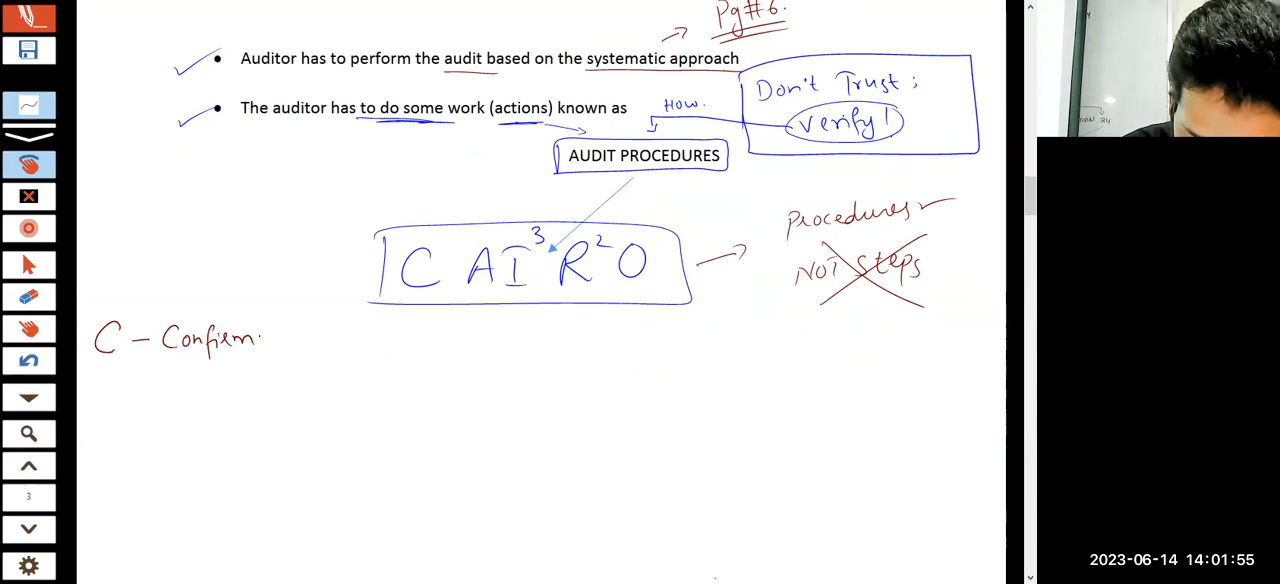 Pg#6.
• Auditor has to perform the audit based on the systematic approach
Don't Trust;
verify!
• The auditor has to do some work (actions) known as
HOW.
AUDIT PROCEDURES
C AI³R²O
Procedures
NOT Steps
C - Confirm.
3
2023-06-14 14:01:55